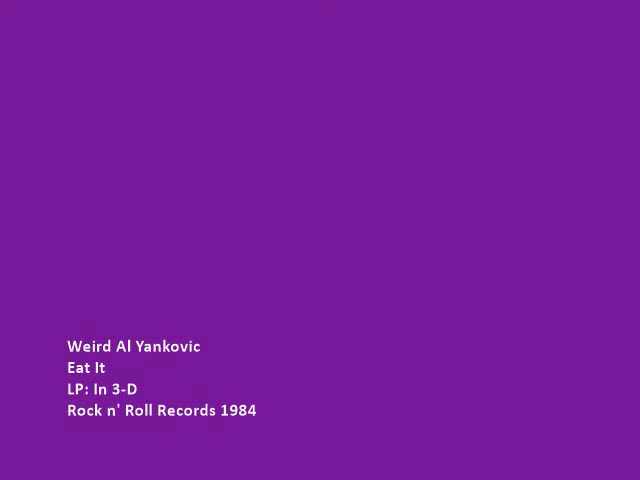 Weird Al Yankovic
Eat It
LP: In 3-D
Rock n' Roll Records 1984